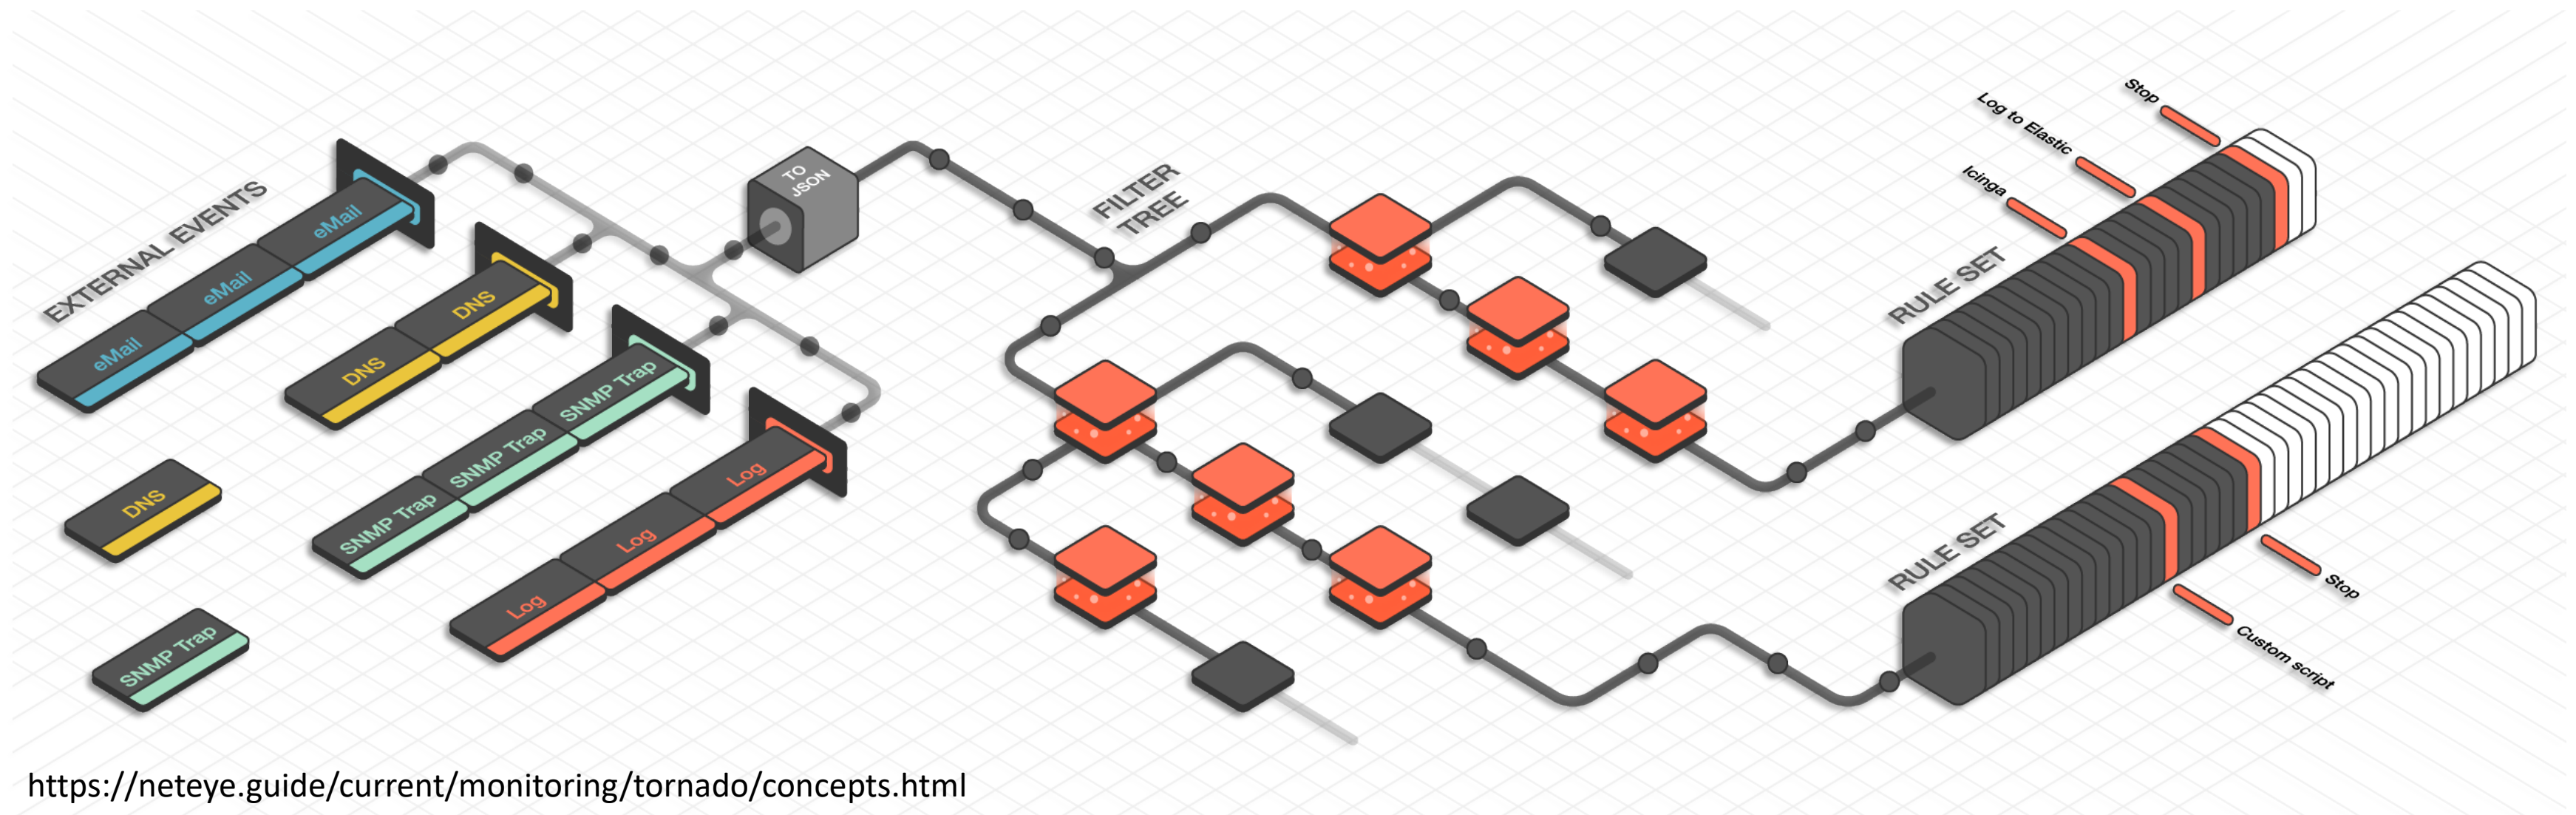 EXTERNAL EVENTS
eMail
eMail
eMail
DNS
DNS
SNMP Trap
SNMP Trap
SNMP Trap
Log
Log
Log
DNS
SNMP Trap
TO
JSON
FILTER
TREE
RULE SET
Icinga
Log to Elastic
Stop
RULE SET
Custom script
Stop
https://neteye.guide/current/monitoring/tornado/concepts.html